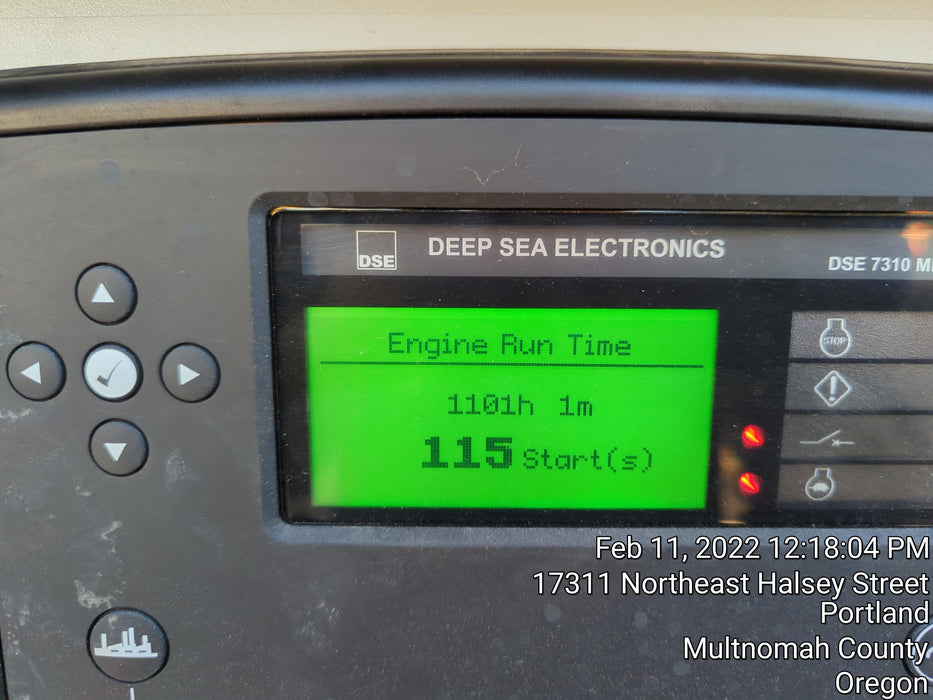 DSE
DEEP SEA ELECTRONICS
DSE 7310
Engine Run Time
1101h 1m
115 Start(s)
STOP
Feb 11, 2022 12:18:04 PM
17311 Northeast Halsey Street
Portland
Multnomah County
Oregon